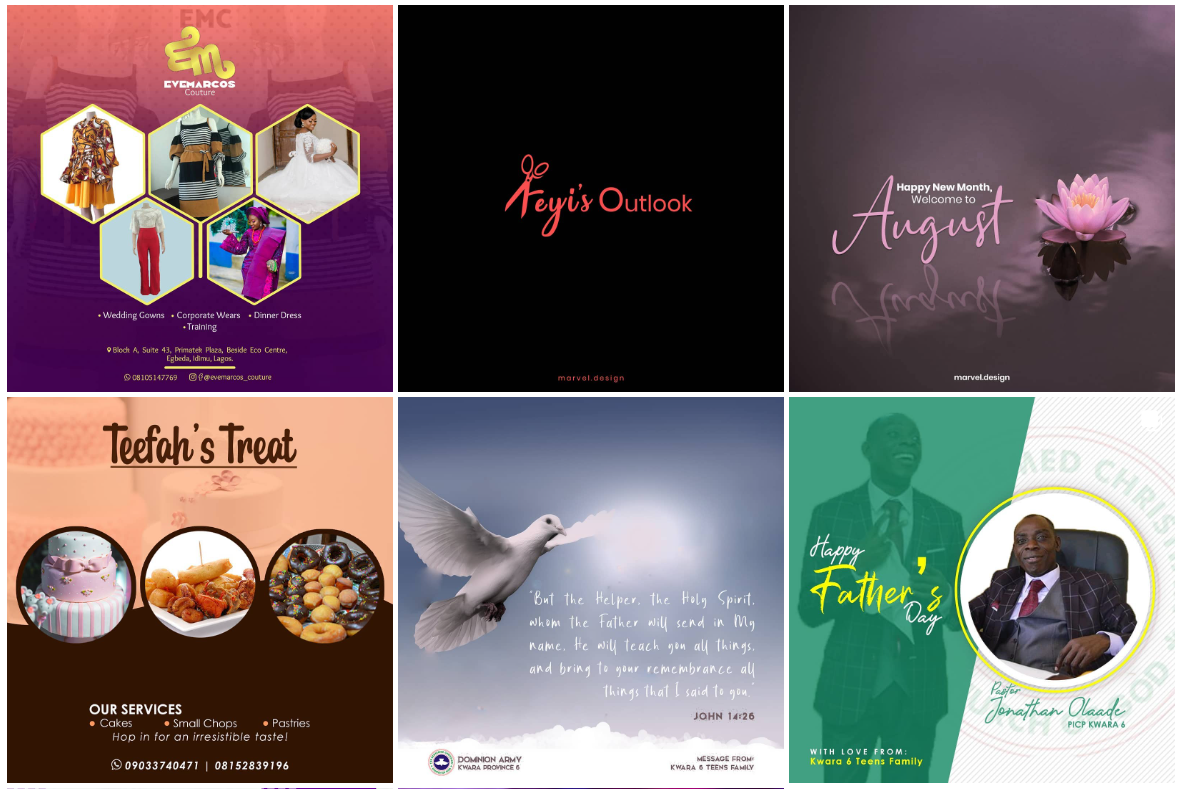 EMC
EM
EVEMARCOS
Couture
• Wedding Gowns • Corporate Wears • Dinner Dress
• Training
Block A, Suite 43, Primatek Plaza, Beside Eco Centre,
Egbeda, Idimu, Lagos.
08105147769 @evemarcos_couture
Feyi's Outlook
marvel.design
Happy New Month,
Welcome to
August
August
marvel.design
Teefah's Treat
OUR SERVICES
• Cakes • Small Chops • Pastries
Hop in for an irresistible taste!
09033740471 | 08152839196
"But the Helper, the Holy Spirit,
whom the Father will send in My
name, He will teach you all things,
and bring to your remembrance all
things that I said to you."
JOHN 14:26
DOMINION ARMY
KWARA PROVINCE 6
MESSAGE FROM:
KWARA 6 TEENS FAMILY
Happy
Father's
Day
Pastor
Jonathan Olaade
PICP KWARA 6
WITH LOVE FROM:
Kwara 6 Teens Family